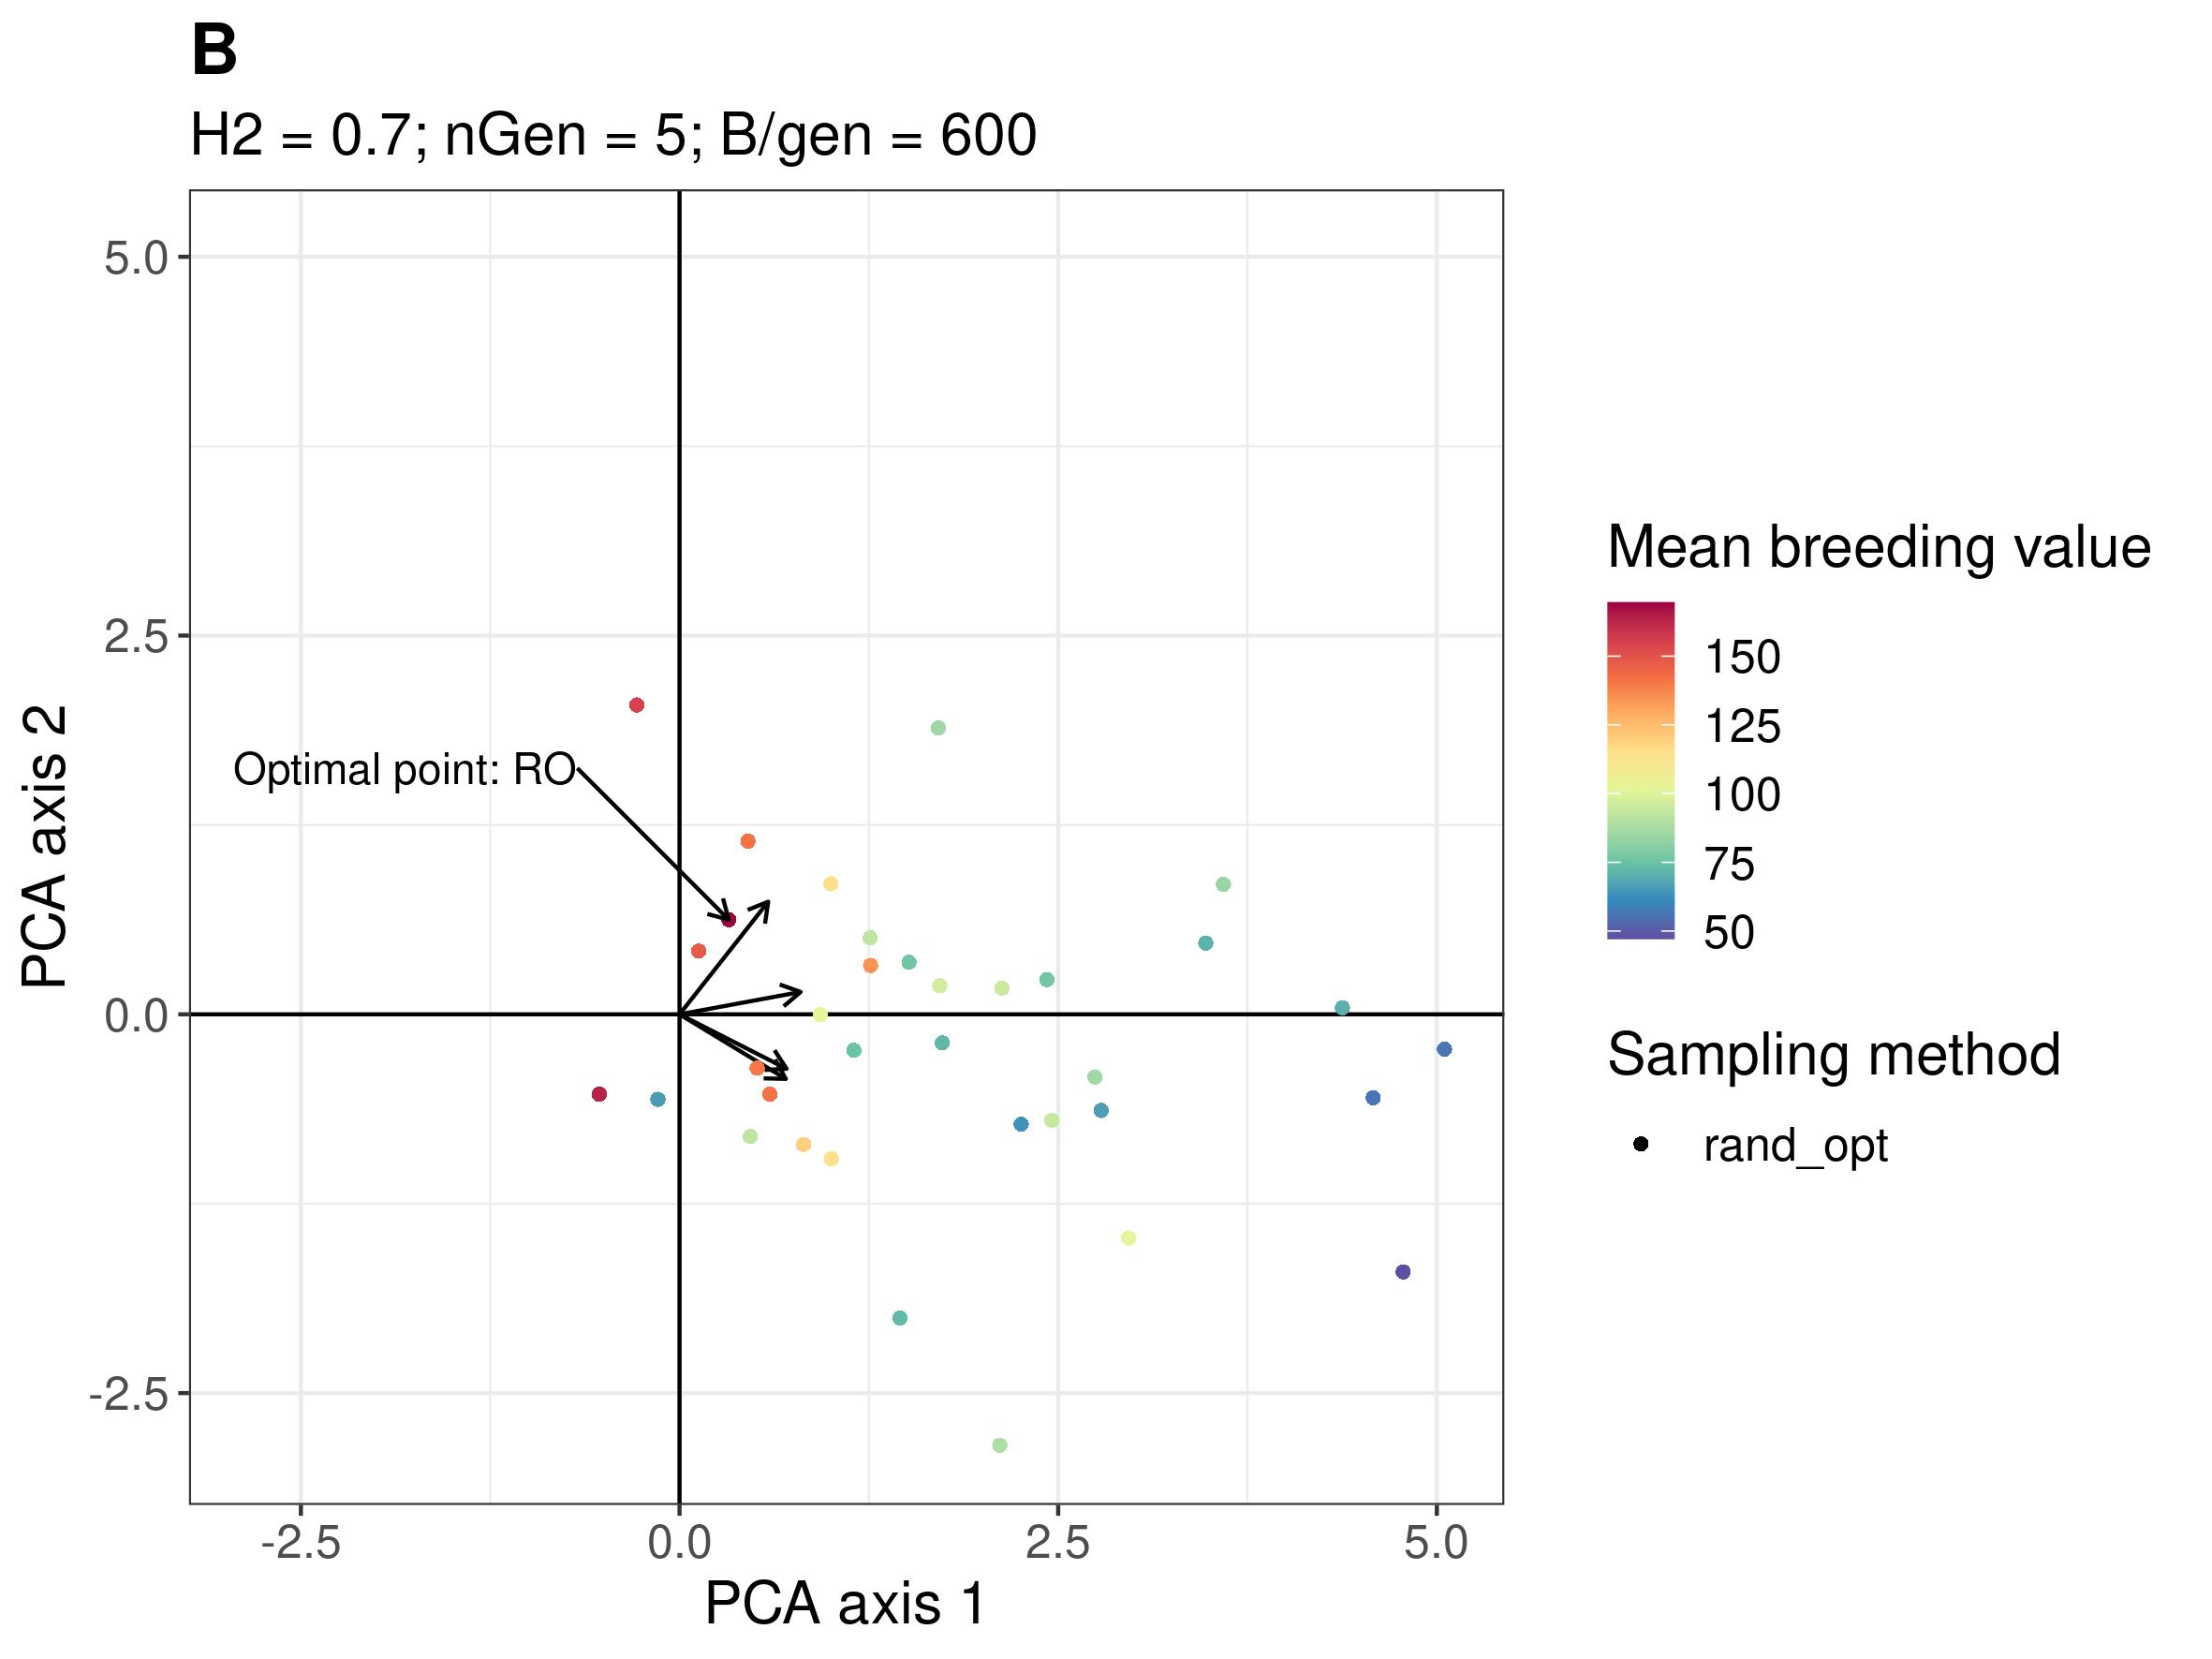 B
H2 = 0.7; nGen = 5; B/gen = 600
5.0
2.5
0.0
-2.5
PCA axis 2
Optimal point: RO
-2.5
0.0
2.5
5.0
PCA axis 1
Mean breeding value
150
125
100
75
50
Sampling method
rand_opt